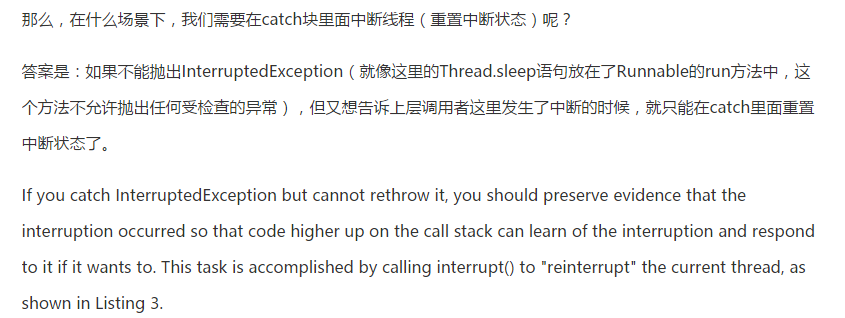 那么，在什么场景下，我们需要在catch块里面中断线程（重置中断状态）呢？
答案是：如果不能抛出InterruptedException（就像这里的Thread.sleep语句放在了Runnable的run方法中，这
个方法不允许抛出任何受检查的异常），但又想告诉上层调用者这里发生了中断的时候，就只能在catch里面重置
中断状态了。
If you catch InterruptedException but cannot rethrow it, you should preserve evidence that the
interruption occurred so that code higher up on the call stack can learn of the interruption and respond
to it if it wants to. This task is accomplished by calling interrupt() to "reinterrupt" the current thread, as
shown in Listing 3.